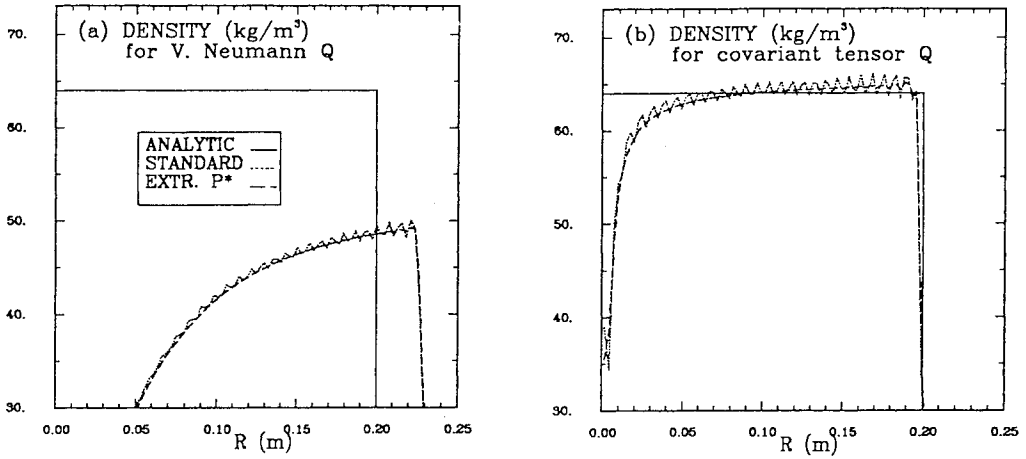 (a) DENSITY (kg/m³)
for V. Neumann Q
70.
60.
50.
40.
30.
ANALYTIC
STANDARD
EXTR. P*
0.00 0.05 0.10 0.15 0.20 0.25
R (m)
(b) DENSITY (kg/m³)
for covariant tensor Q
70.
60.
50.
40.
30.
0.00 0.05 0.10 0.15 0.20 0.25
R (m)